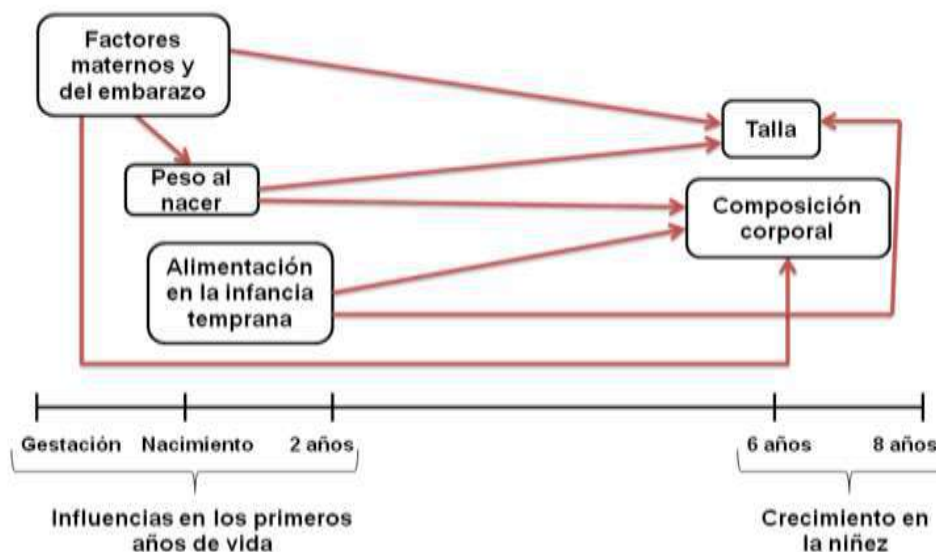 Factores
maternos y
del embarazo
Talla
Peso al
nacer
Composición
corporal
Alimentación
en la infancia
temprana
Gestación Nacimiento 2 años 6 años 8 años
Influencias en los primeros
años de vida
Crecimiento en
la niñez